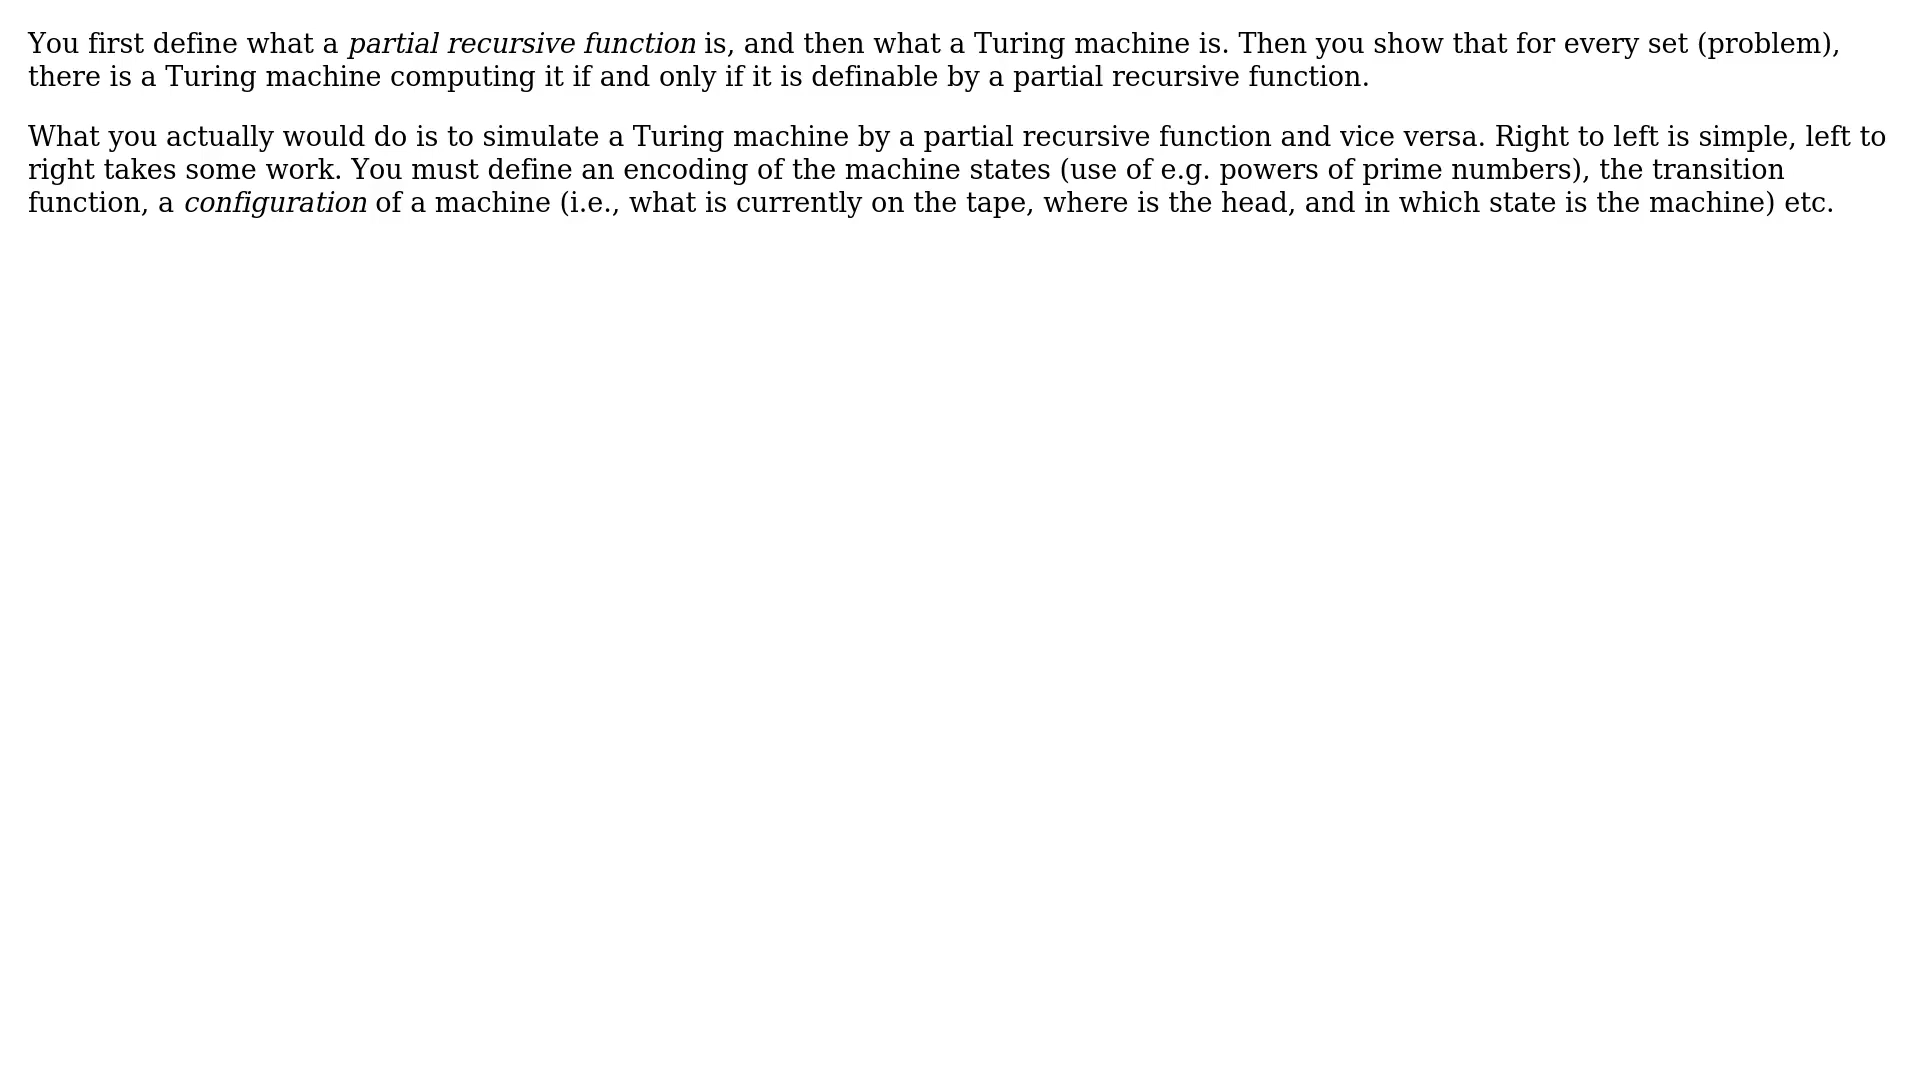 You first define what a partial recursive function is, and then what a Turing machine is. Then you show that for every set (problem),
there is a Turing machine computing it if and only if it is definable by a partial recursive function.
What you actually would do is to simulate a Turing machine by a partial recursive function and vice versa. Right to left is simple, left to
right takes some work. You must define an encoding of the machine states (use of e.g. powers of prime numbers), the transition
function, a configuration of a machine (i.e., what is currently on the tape, where is the head, and in which state is the machine) etc.